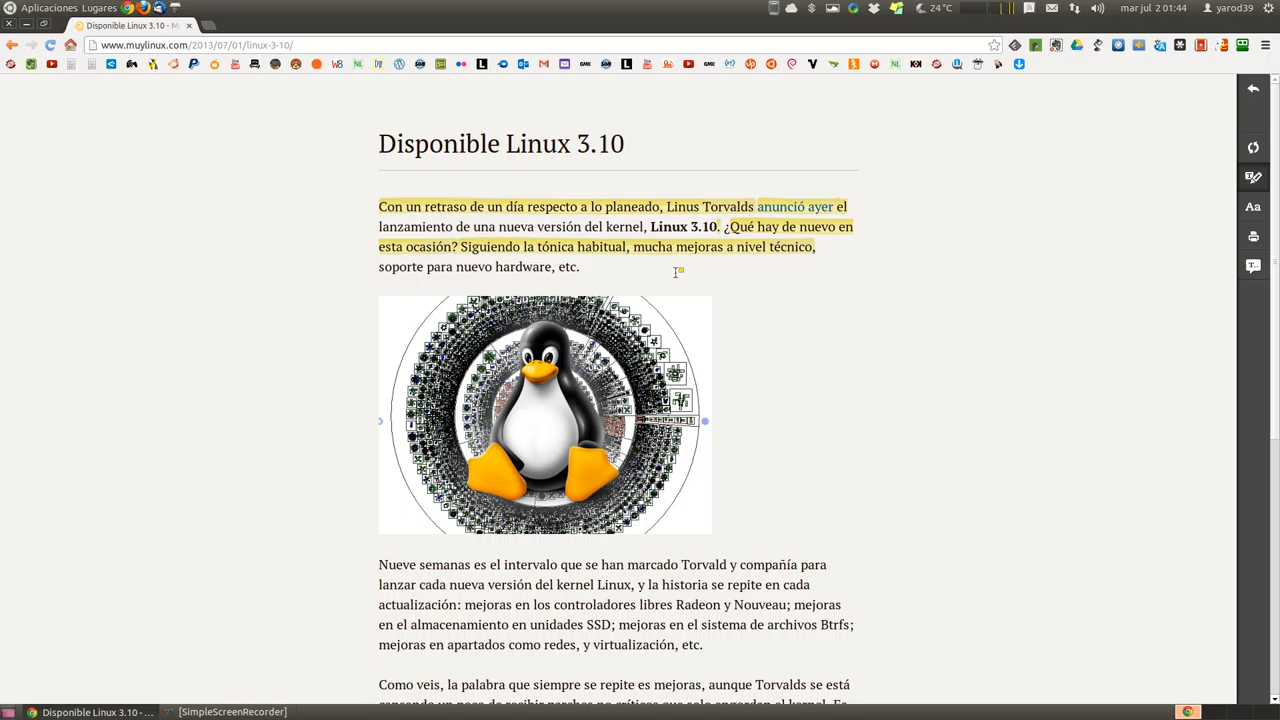 Aplicaciones Lugares
24 °C
mar jul 2 01:44
yarod39
Disponible Linux 3.10 - M
www.muylinux.com/2013/07/01/linux-3-10/
Disponible Linux 3.10
Con un retraso de un día respecto a lo planeado, Linus Torvalds anunció ayer el
lanzamiento de una nueva versión del kernel, Linux 3.10. ¿Qué hay de nuevo en
esta ocasión? Siguiendo la tónica habitual, mucha mejoras a nivel técnico,
soporte para nuevo hardware, etc.
Nueve semanas es el intervalo que se han marcado Torvald y compañía para
lanzar cada nueva versión del kernel Linux, y la historia se repite en cada
actualización: mejoras en los controladores libres Radeon y Nouveau; mejoras
en el almacenamiento en unidades SSD; mejoras en el sistema de archivos Btrfs;
mejoras en apartados como redes, y virtualización, etc.
Como veis, la palabra que siempre se repite es mejoras, aunque Torvalds se está
Aa
Disponible Linux 3.10 - ...
[SimpleScreenRecorder]